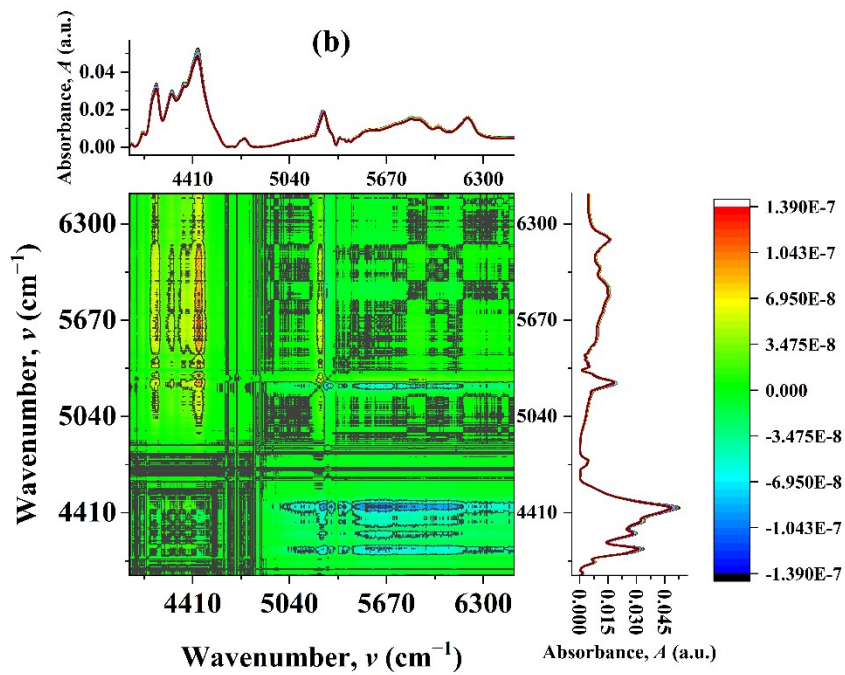 (b)
Absorbance, A (a.u.)
0.04
0.02
0.00
4410 5040 5670 6300
Wavenumber, ν (cm⁻¹)
6300
5670
5040
4410
4410 5040 5670 6300
Wavenumber, ν (cm⁻¹)
6300
5670
5040
4410
0.000 0.015 0.030 0.045
Absorbance, A (a.u.)
1.390E-7
1.043E-7
6.950E-8
3.475E-8
0.000
-3.475E-8
-6.950E-8
-1.043E-7
-1.390E-7